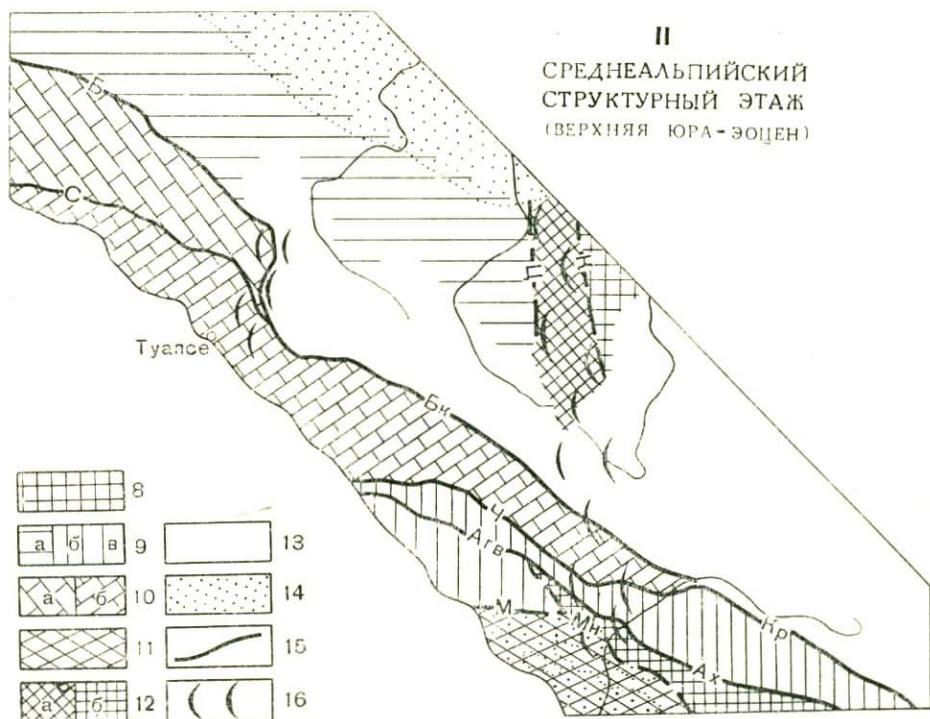 II
СРЕДНЕАЛЬПИЙСКИЙ
СТРУКТУРНЫЙ ЭТАЖ
(ВЕРХНЯЯ ЮРА-ЭОЦЕН)
Б
С
Ц
Н
Туапсе
Бк
Ч
Агв
М
Мн
Ах
Кр
8
а б в 9
13
а б 10
14
11
15
а б 12
16